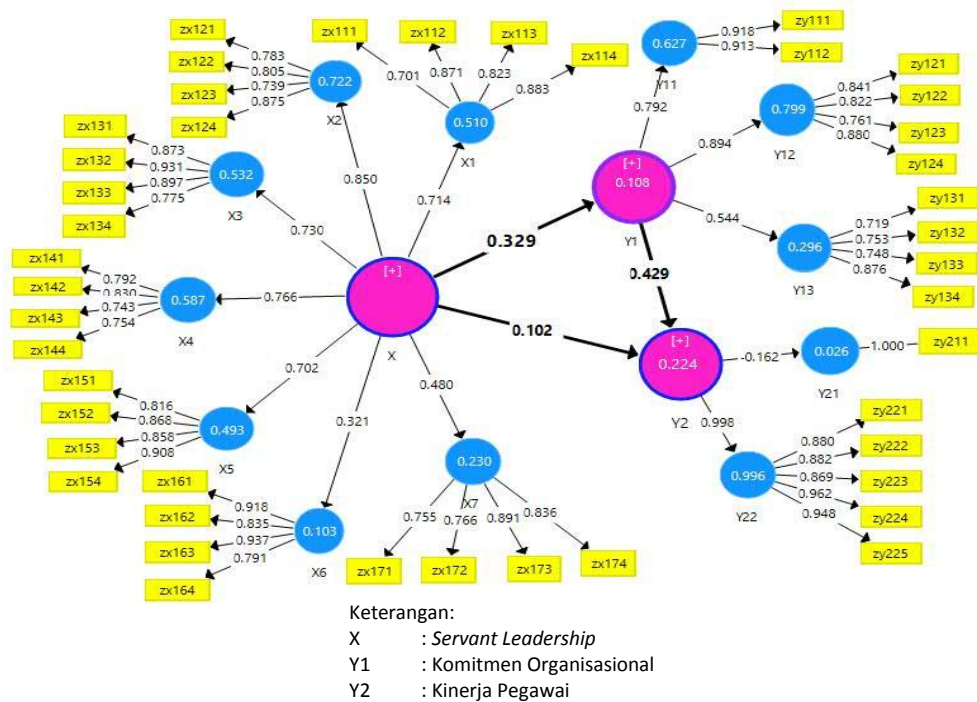 zx121
zx122
zx123
zx124
0.783
0.805
0.739
0.875
0.722
X2
zx111
zx112
zx113
zx114
0.701
0.871
0.823
0.883
0.510
X1
zx131
zx132
zx133
zx134
0.873
0.931
0.897
0.775
0.532
X3
zx141
zx142
zx143
zx144
0.792
0.830
0.743
0.754
0.587
X4
zx151
zx152
zx153
zx154
0.816
0.868
0.858
0.908
0.493
X5
zx161
zx162
zx163
zx164
0.918
0.835
0.937
0.791
0.103
X6
0.230
X7
0.755
0.766
0.891
0.836
zx171
zx172
zx173
zx174
0.850
0.714
0.730
0.766
0.702
0.321
0.480
[+]
X
0.329
0.102
0.429
[+]
0.108
Y1
0.792
0.894
0.544
0.627
Y11
0.918
0.913
zy111
zy112
0.799
Y12
0.841
0.822
0.761
0.880
zy121
zy122
zy123
zy124
0.296
Y13
0.719
0.753
0.748
0.876
zy131
zy132
zy133
zy134
[+]
0.224
Y2
-0.162
0.998
0.026
Y21
1.000
zy211
0.996
Y22
0.880
0.882
0.869
0.962
0.948
zy221
zy222
zy223
zy224
zy225
Keterangan:
X : Servant Leadership
Y1 : Komitmen Organisasional
Y2 : Kinerja Pegawai